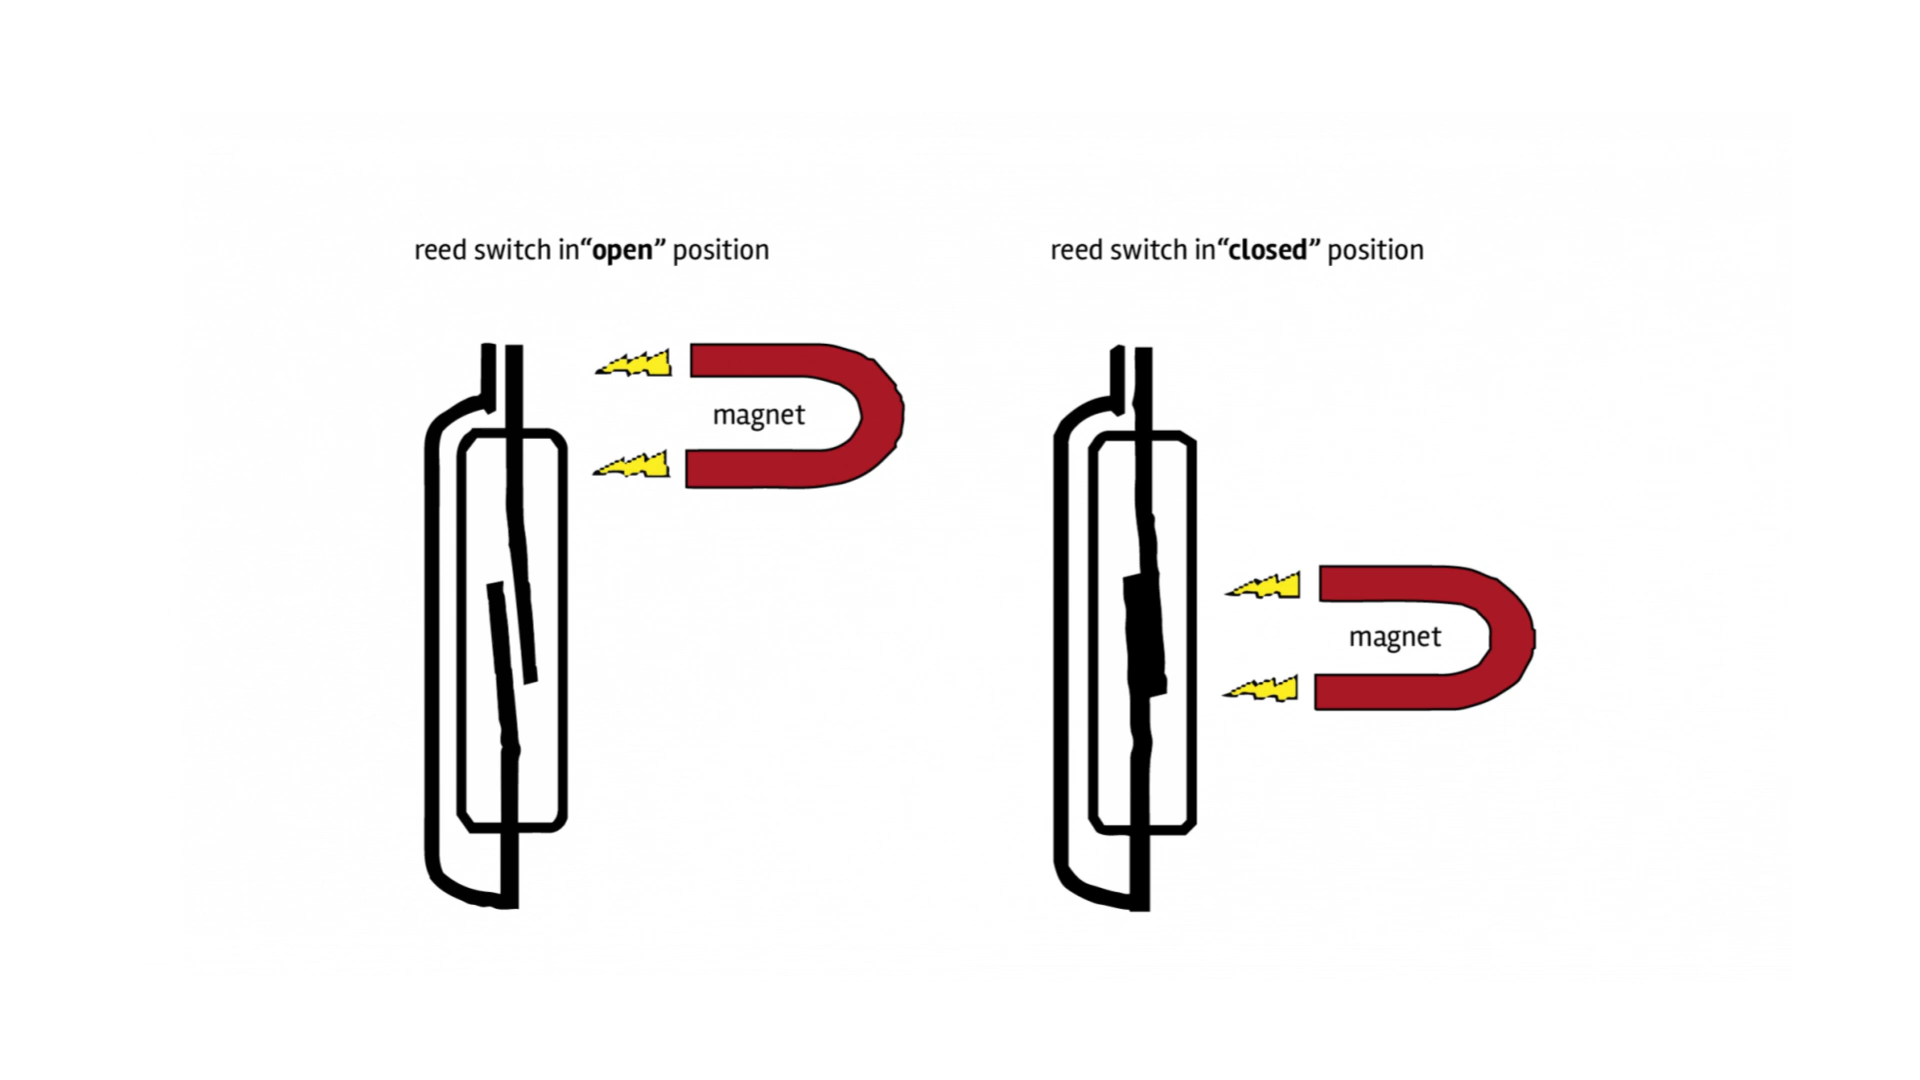 reed switch in“open” position
reed switch in“closed” position
magnet
magnet